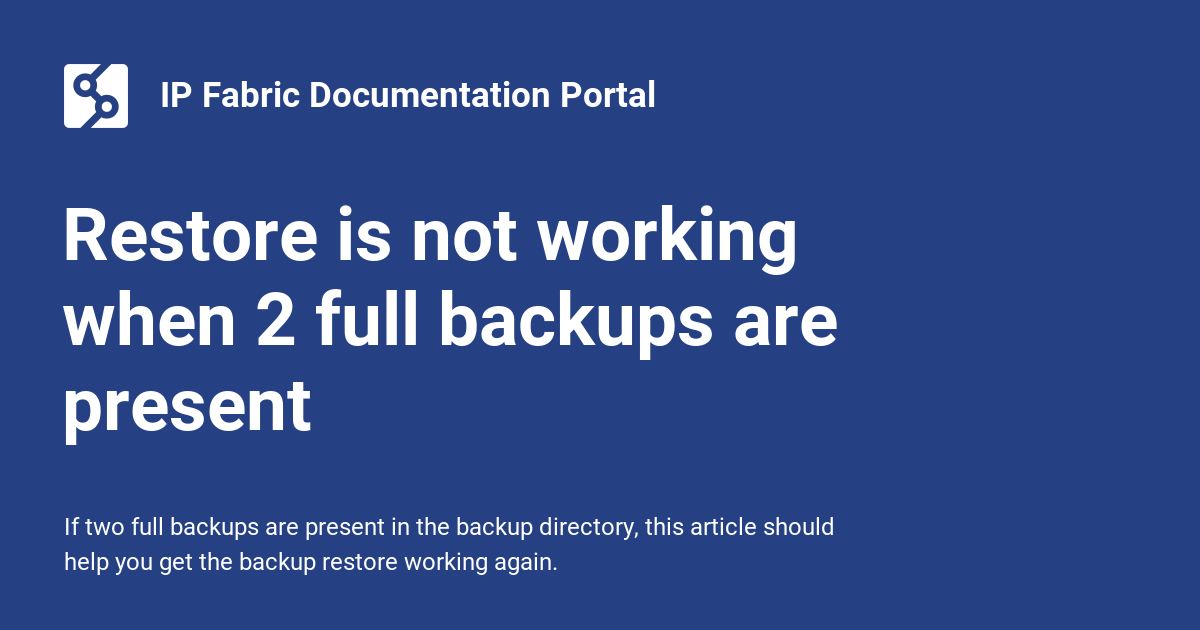 IP Fabric Documentation Portal
Restore is not working
when 2 full backups are
present
If two full backups are present in the backup directory, this article should
help you get the backup restore working again.